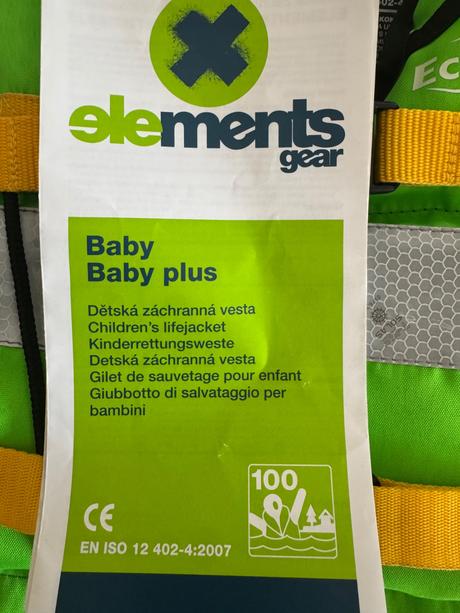 elements
gear
Baby
Baby plus
Dětská záchranná vesta
Children's lifejacket
Kinderrettungsweste
Detská záchranná vesta
Gilet de sauvetage pour enfant
Giubbotto di salvataggio per
bambini
100
CE
EN ISO 12 402-4:2007